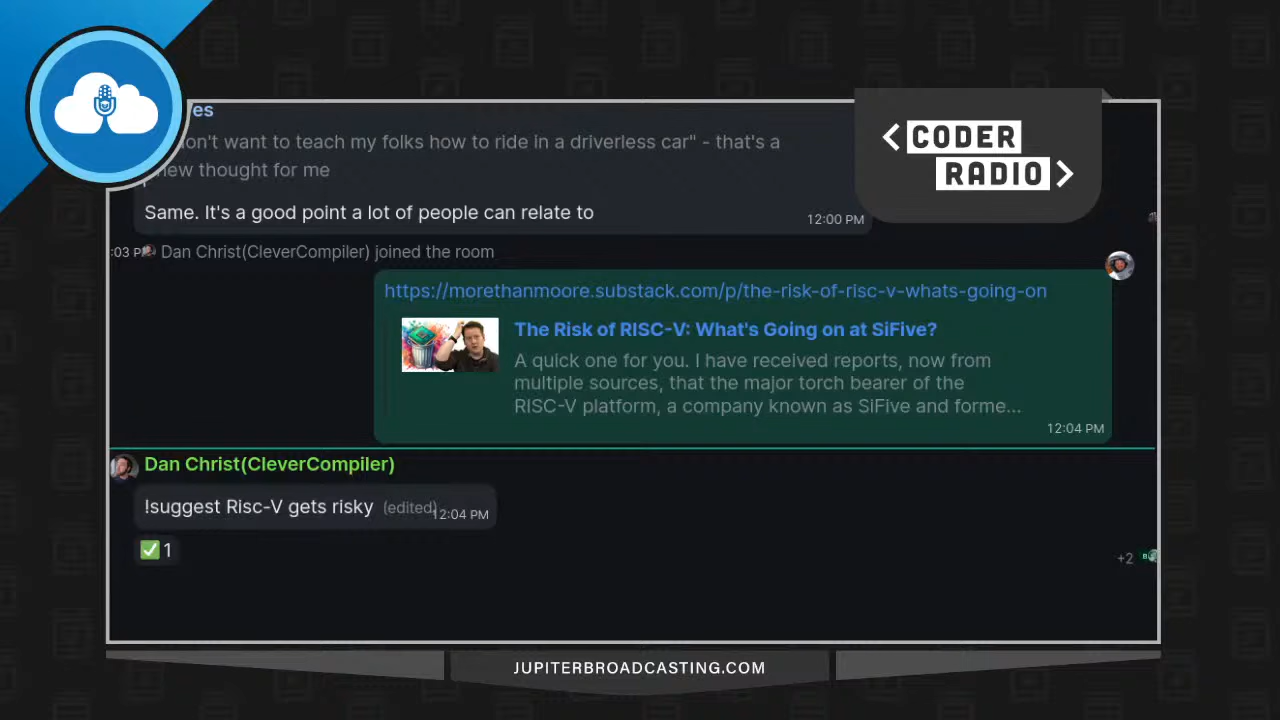 es
on't want to teach my folks how to ride in a driverless car" - that's a
new thought for me
Same. It's a good point a lot of people can relate to
12:00 PM
<CODER
RADIO>
:03 P Dan Christ(CleverCompiler) joined the room
https://morethanmoore.substack.com/p/the-risk-of-risc-v-whats-going-on
The Risk of RISC-V: What's Going on at SiFive?
A quick one for you. I have received reports, now from
multiple sources, that the major torch bearer of the
RISC-V platform, a company known as SiFive and forme...
12:04 PM
Dan Christ(CleverCompiler)
!suggest Risc-V gets risky (edited) 12:04 PM
✅ 1
+2
JUPITERBROADCASTING.COM